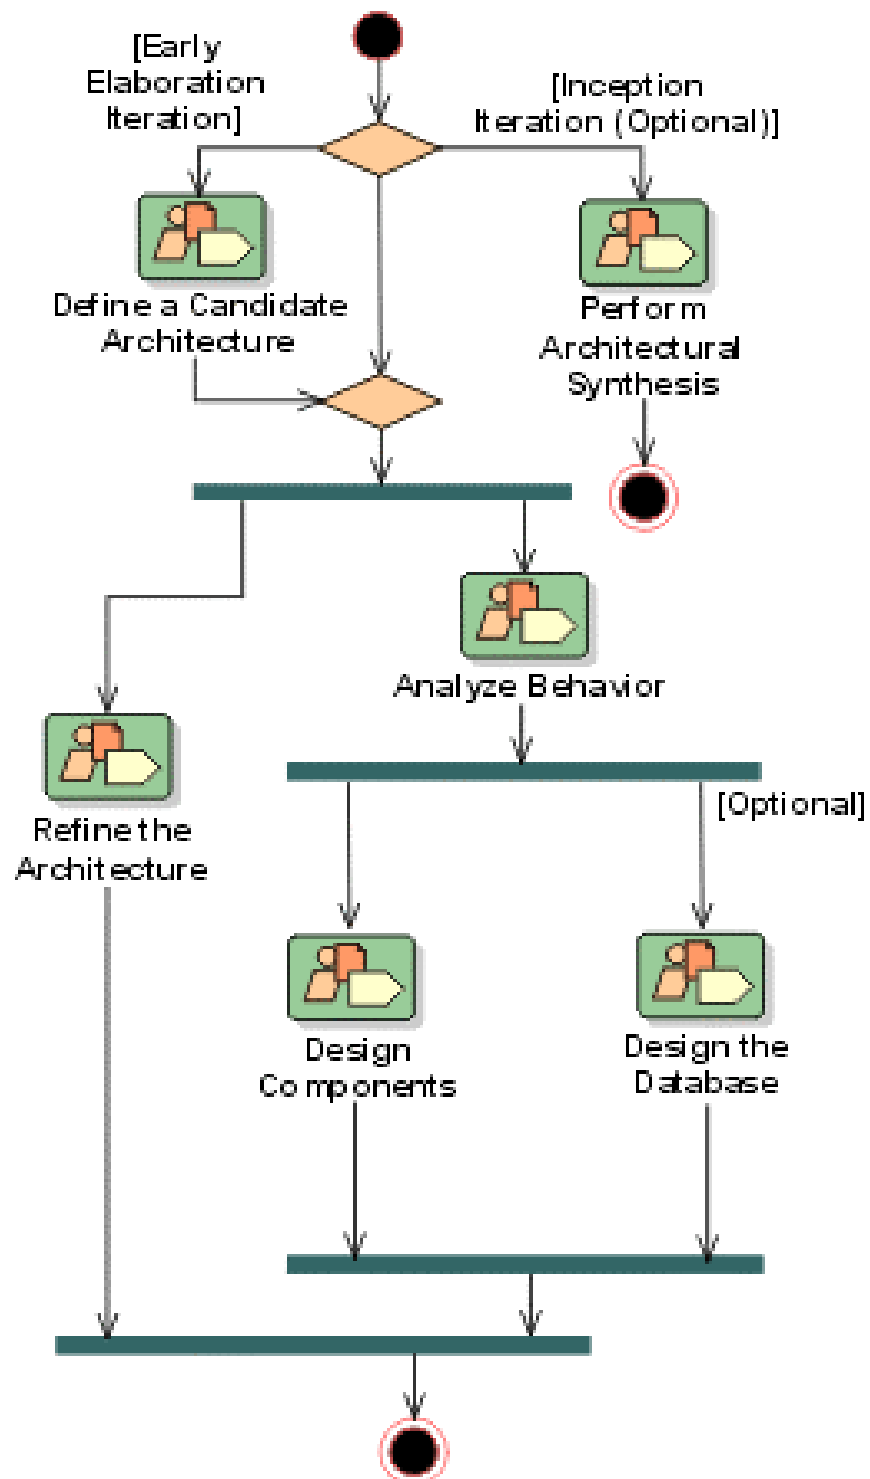 [Early
Elaboration
Iteration]
[Inception
Iteration (Optional)]
Define a Candidate
Architecture
Perform
Architectural
Synthesis
Analyze Behavior
[Optional]
Refine the
Architecture
Design
Components
Design the
Database